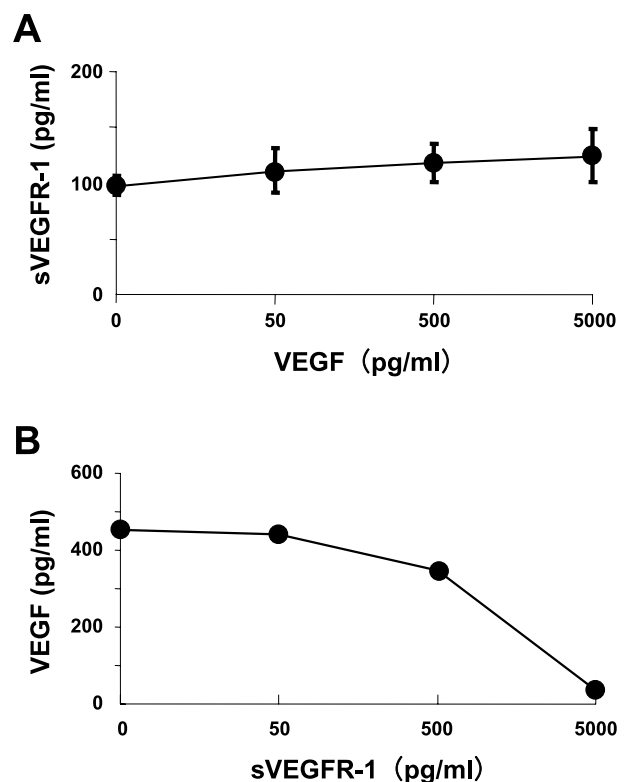 A
sVEGFR-1 (pg/ml)
200
100
0
0 50 500 5000
VEGF （pg/ml）
B
VEGF (pg/ml)
600
400
200
0
0 50 500 5000
sVEGFR-1 （pg/ml）